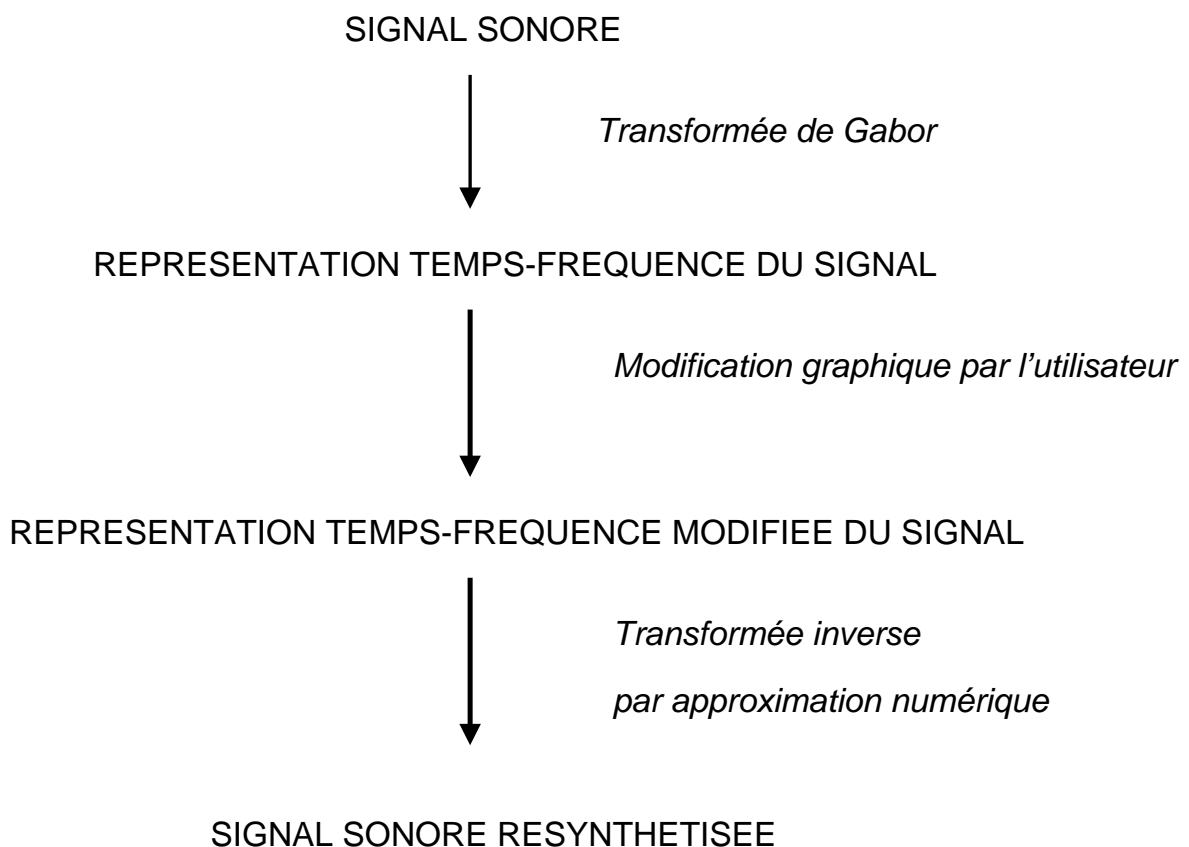 SIGNAL SONORE
Transformée de Gabor
REPRESENTATION TEMPS-FREQUENCE DU SIGNAL
Modification graphique par l’utilisateur
REPRESENTATION TEMPS-FREQUENCE MODIFIEE DU SIGNAL
Transformée inverse
par approximation numérique
SIGNAL SONORE RESYNTHETISEE